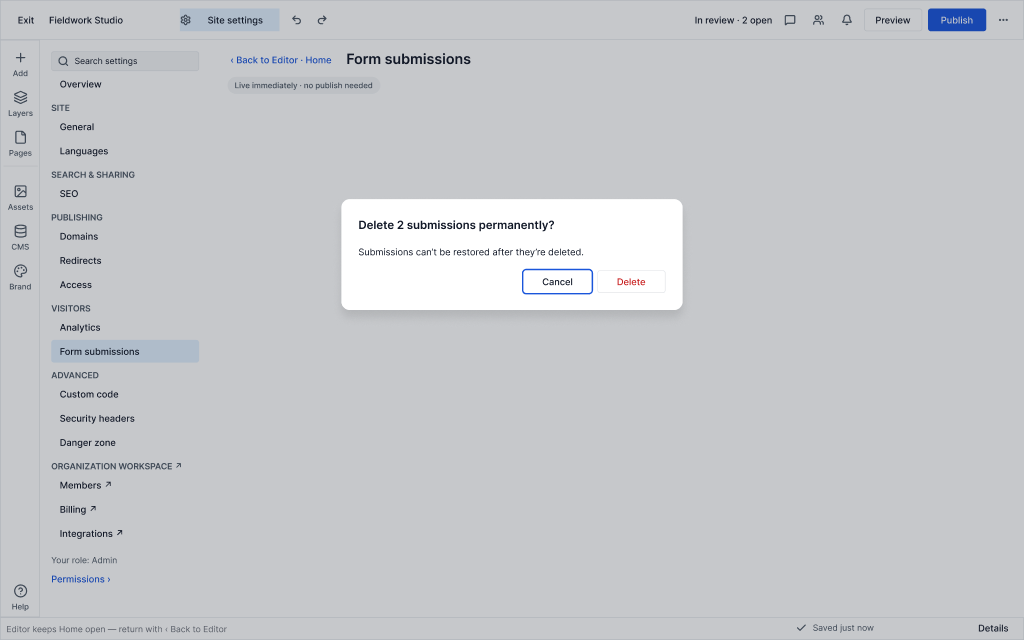 Exit
Fieldwork Studio
Site settings
In review · 2 open
Preview
Publish
Add
Layers
Pages
Assets
CMS
Brand
Help
Search settings
Overview
SITE
General
Languages
SEARCH & SHARING
SEO
PUBLISHING
Domains
Redirects
Access
VISITORS
Analytics
Form submissions
ADVANCED
Custom code
Security headers
Danger zone
ORGANIZATION WORKSPACE ↗
Members ↗
Billing ↗
Integrations ↗
Your role: Admin
Permissions ›
‹ Back to Editor · Home
Form submissions
Live immediately · no publish needed
Delete 2 submissions permanently?
Submissions can’t be restored after they’re deleted.
Cancel
Delete
Editor keeps Home open — return with ‹ Back to Editor
Saved just now
Details